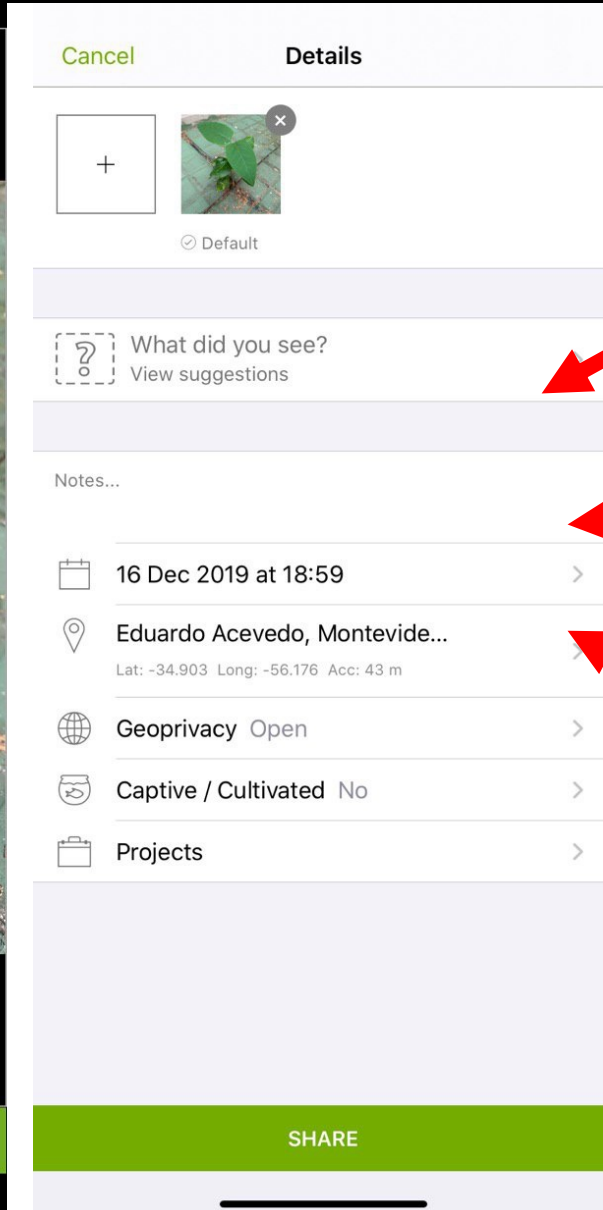 Cancel Details
+
Default
What did you see?
View suggestions
Notes...
16 Dec 2019 at 18:59
Eduardo Acevedo, Montevide...
Lat: -34.903 Long: -56.176 Acc: 43 m
Geoprivacy Open
Captive / Cultivated No
Projects
SHARE